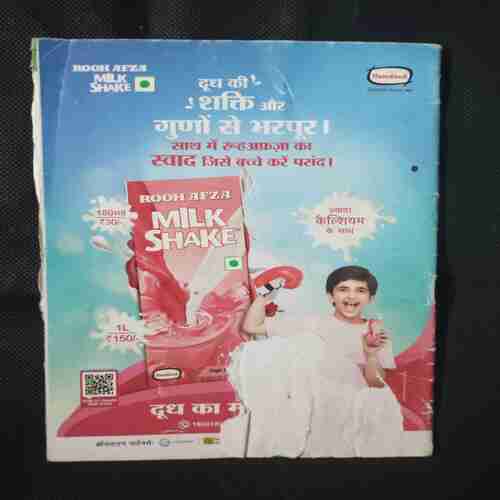 ROOH AFZA
MILK
SHAKE
Hamdard
दूध की
शक्ति और
गुणों से भरपूर।
साथ में रूहअफ़ज़ा का
स्वाद जिसे बच्चे करें पसंद।
ROOH AFZA
MILK
SHAKE
180ml
₹30/-
ज़्यादा
कैल्शियम
के साथ
1L
₹150/-
Hamdard
दूध का म